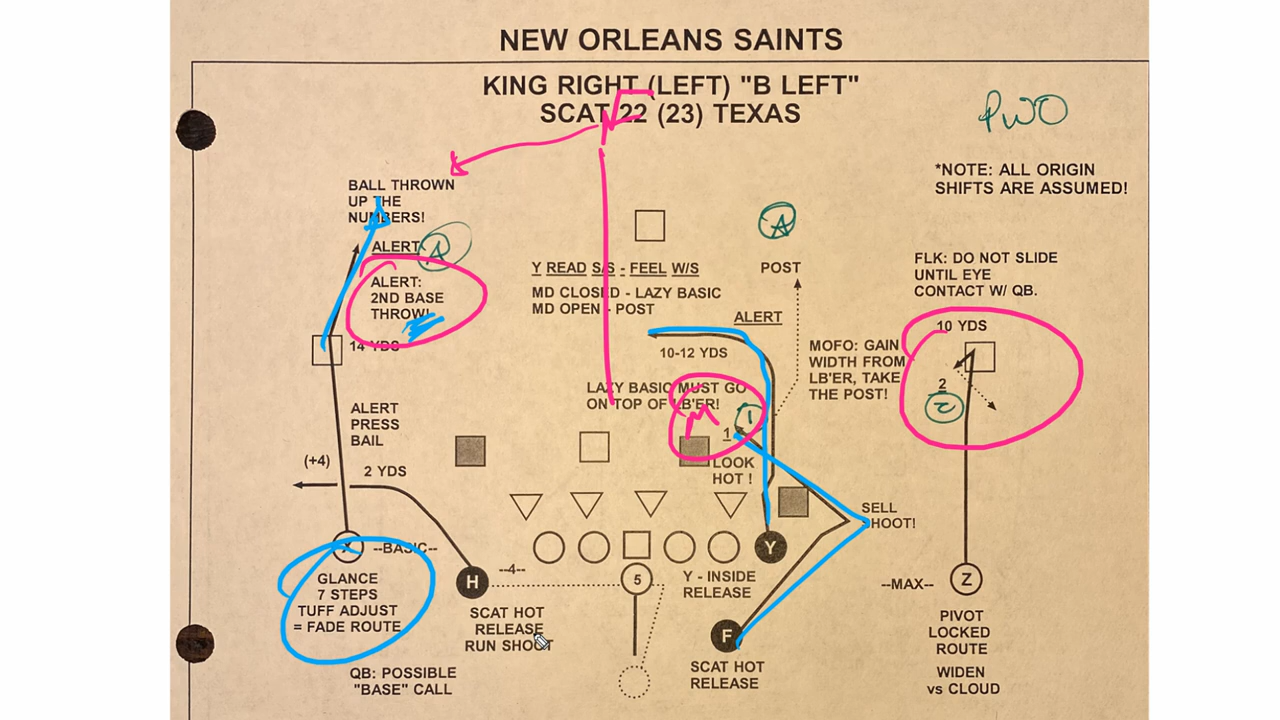 NEW ORLEANS SAINTS
KING RIGHT (LEFT) "B LEFT"
SCAT 22 (23) TEXAS
PWO
*NOTE: ALL ORIGIN
SHIFTS ARE ASSUMED!
BALL THROWN
UP THE
NUMBERS!
ALERT
A
ALERT:
2ND BASE
THROW!
14 YDS
A
POST
Y READ S/S - FEEL W/S
MD CLOSED - LAZY BASIC
MD OPEN - POST
ALERT
10-12 YDS
LAZY BASIC MUST GO
ON TOP OF LB'ER!
MOFO: GAIN
WIDTH FROM
LB'ER, TAKE
THE POST!
FLK: DO NOT SLIDE
UNTIL EYE
CONTACT W/ QB.
10 YDS
2
2
ALERT
PRESS
BAIL
(+4)
2 YDS
M
1
1
LOOK
HOT !
SELL
SHOOT!
X
--BASIC--
GLANCE
7 STEPS
TUFF ADJUST
= FADE ROUTE
QB: POSSIBLE
"BASE" CALL
H
--4--
SCAT HOT
RELEASE
RUN SHOOT
5
Y
Y - INSIDE
RELEASE
F
SCAT HOT
RELEASE
--MAX--
Z
PIVOT
LOCKED
ROUTE
WIDEN
vs CLOUD